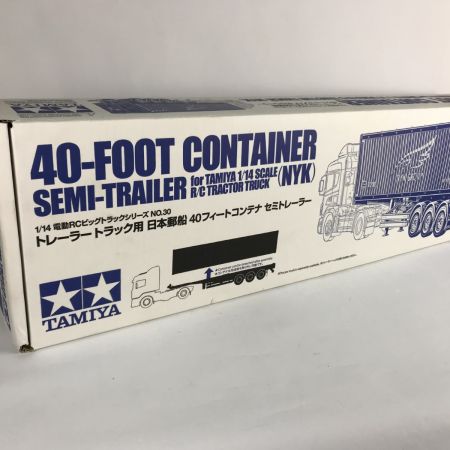 40-FOOT CONTAINER
SEMI-TRAILER for TAMIYA 1/14 SCALE R/C TRACTOR TRUCK (NYK)
1/14 電動RCビッグトラックシリーズ NO.30
トレーラートラック用 日本郵船 40フィートコンテナ セミトレーラー
TAMIYA